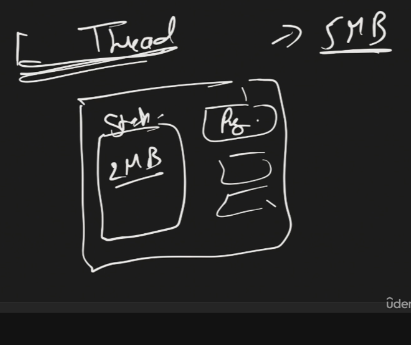 Thread → 5MB
Stack
Rg.
2MB
ûder